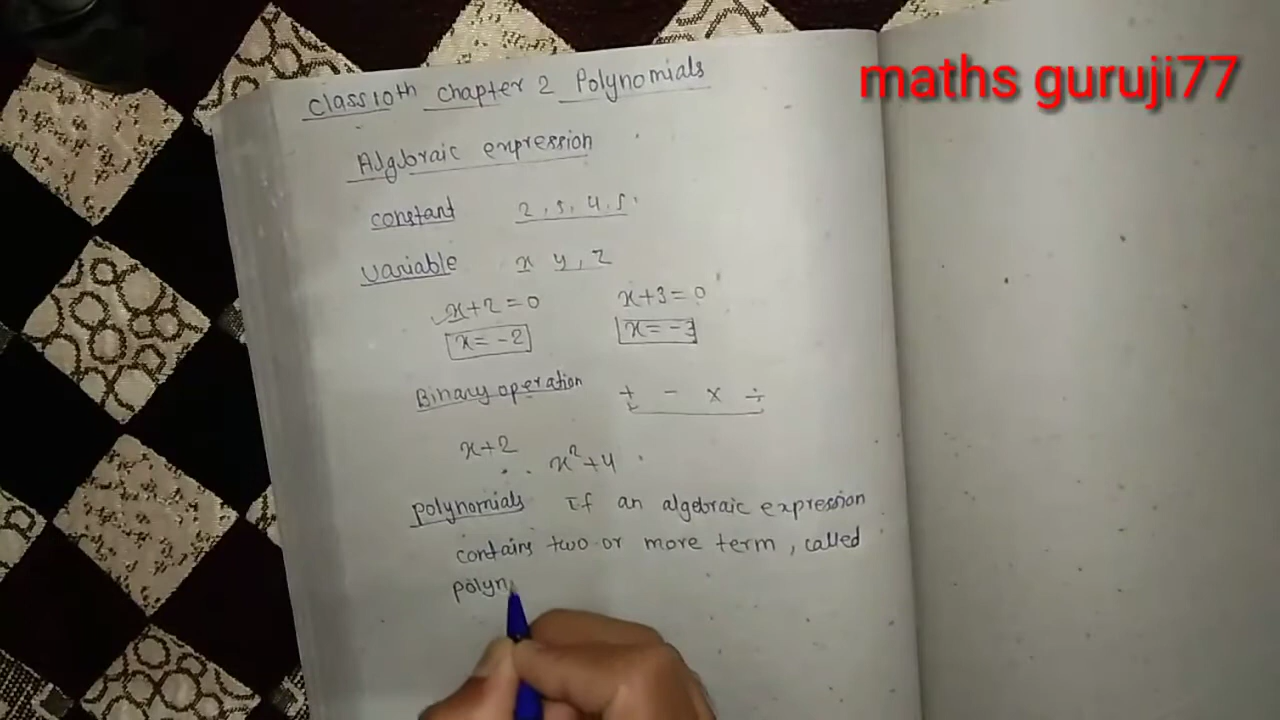 maths guruji77
Class 10th Chapter 2 Polynomials
Algbraic expression
constant 2, 3, 4, 5.
variable x y, z
x+2=0 x+3=0
x=-2 x=-3
Binary operation + - × ÷
x+2 x²+4
polynomials If an algebraic expression
contains two or more term, called
polyn